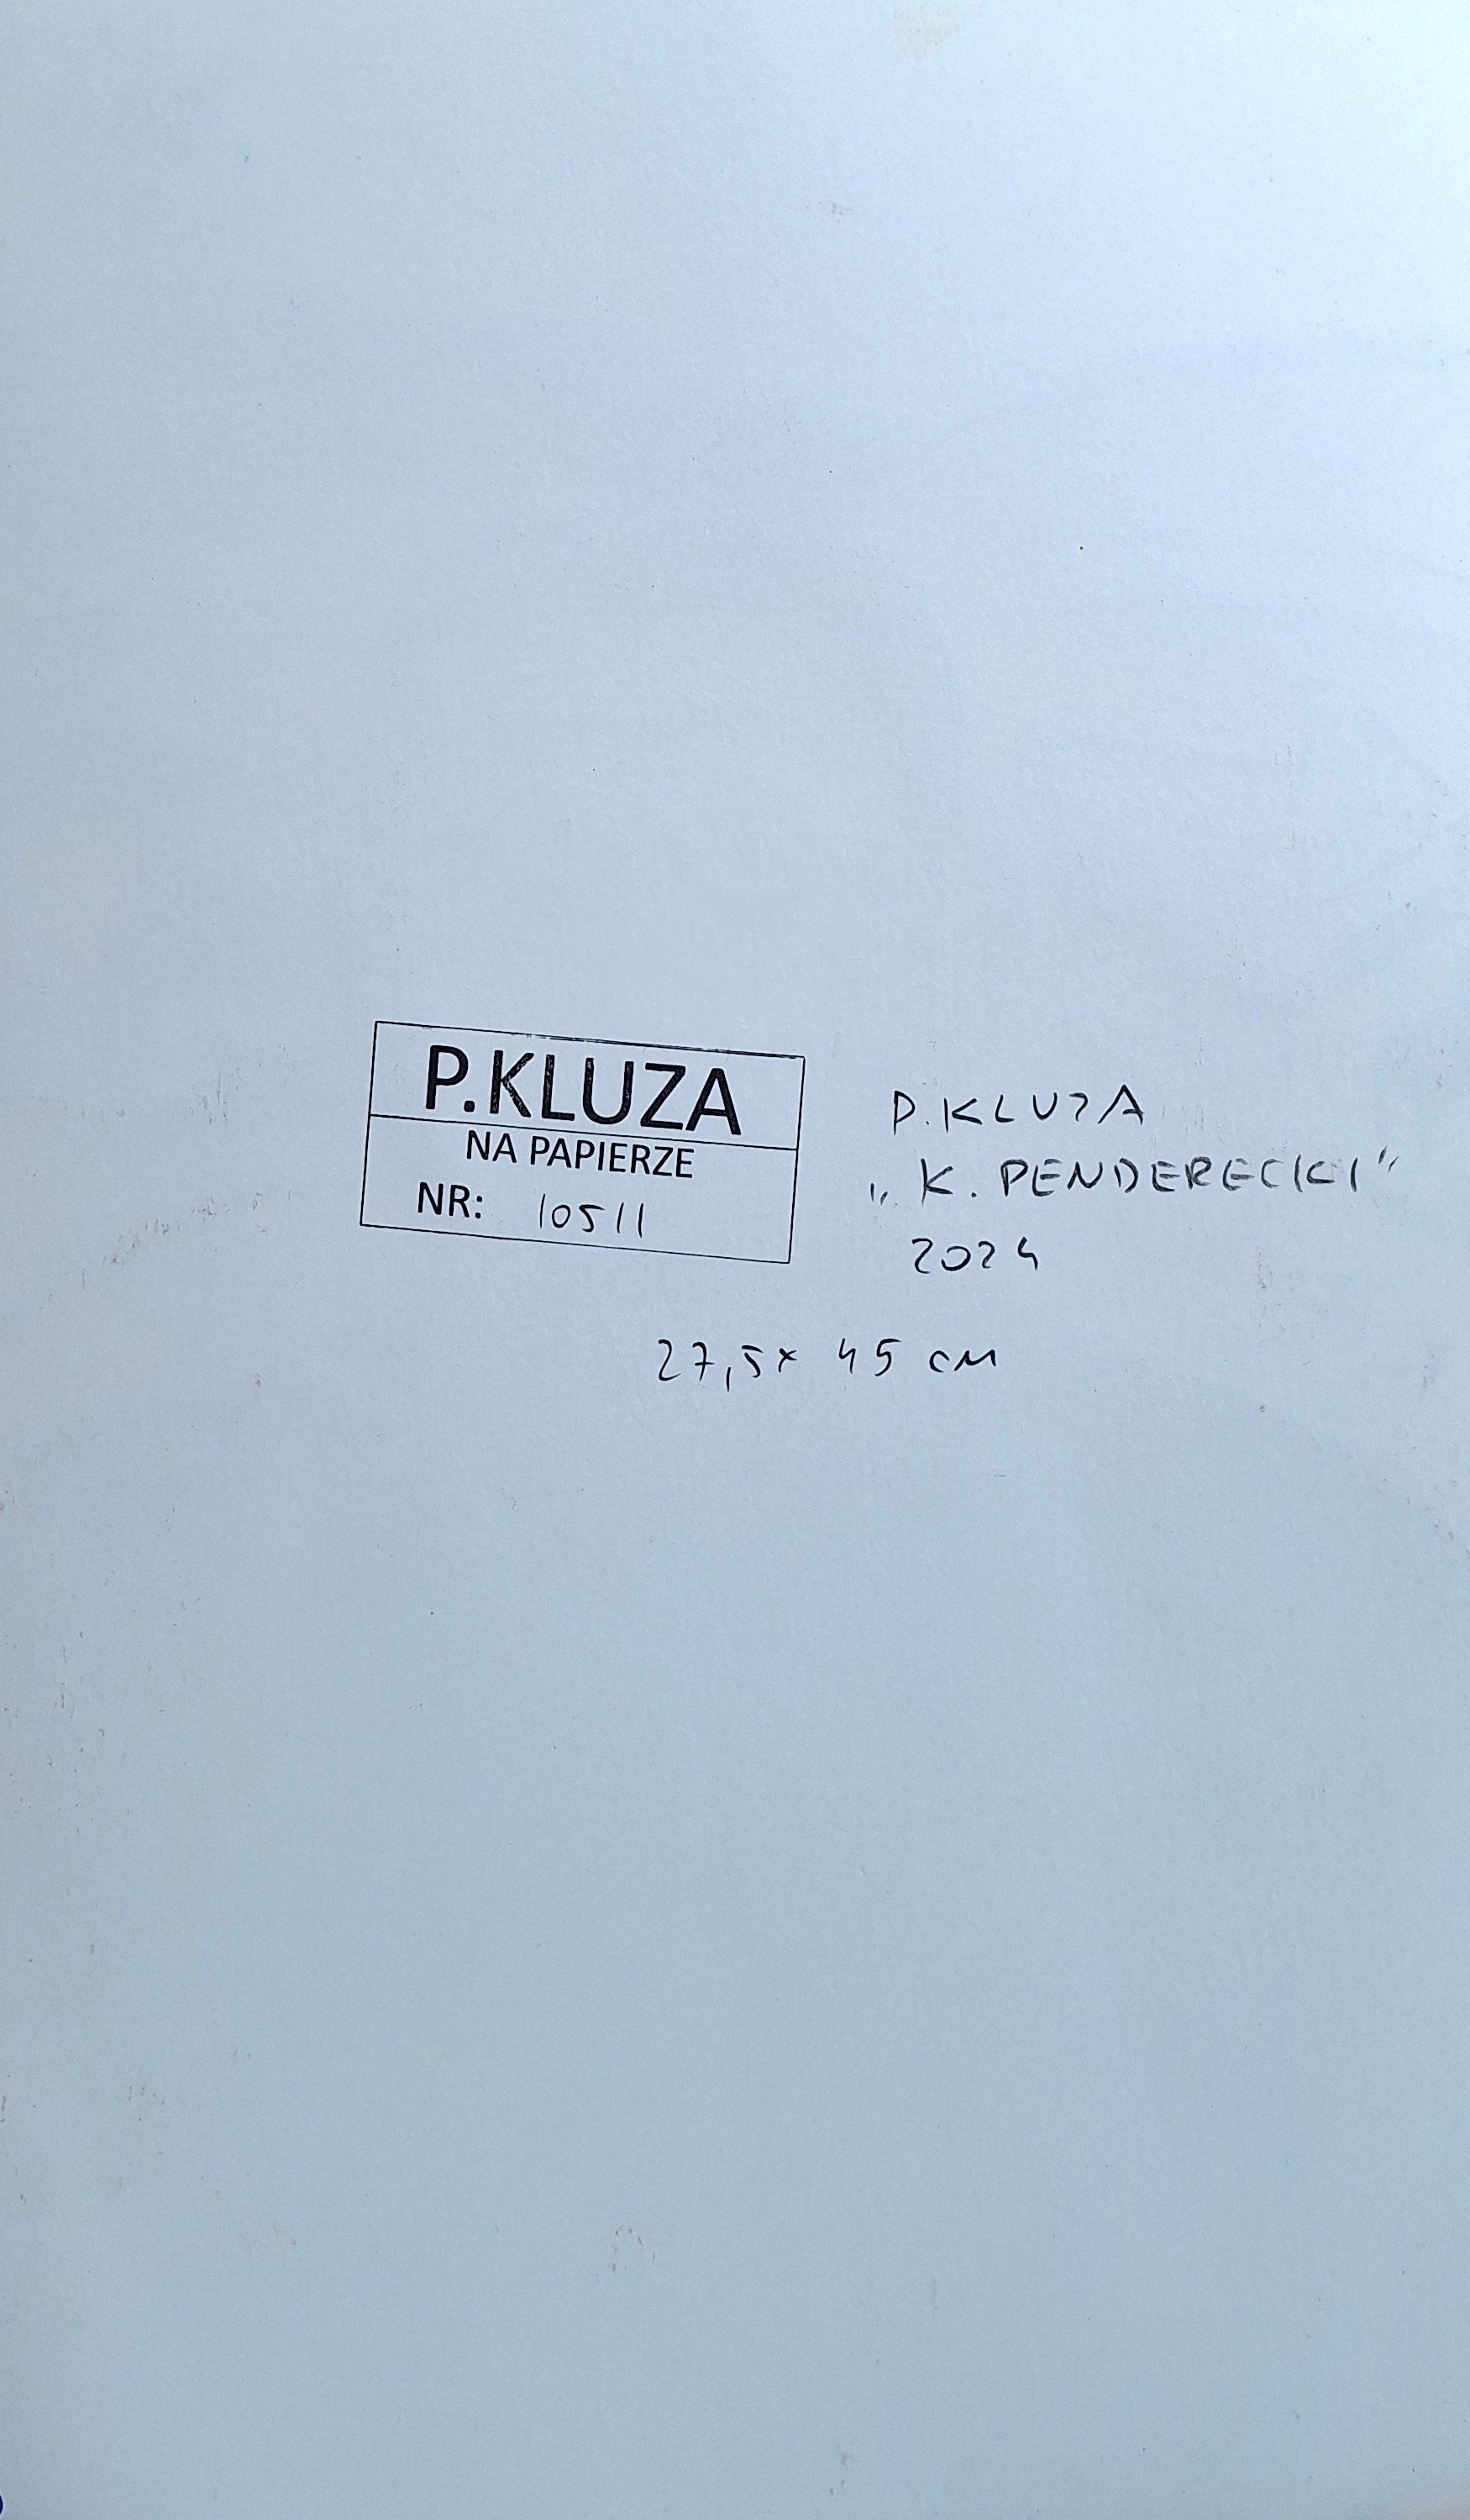 P.KLUZA
NA PAPIERZE
NR: 10511
P.KLUZA
„K. PENDERECKI”
2024
27,5x 45 cm